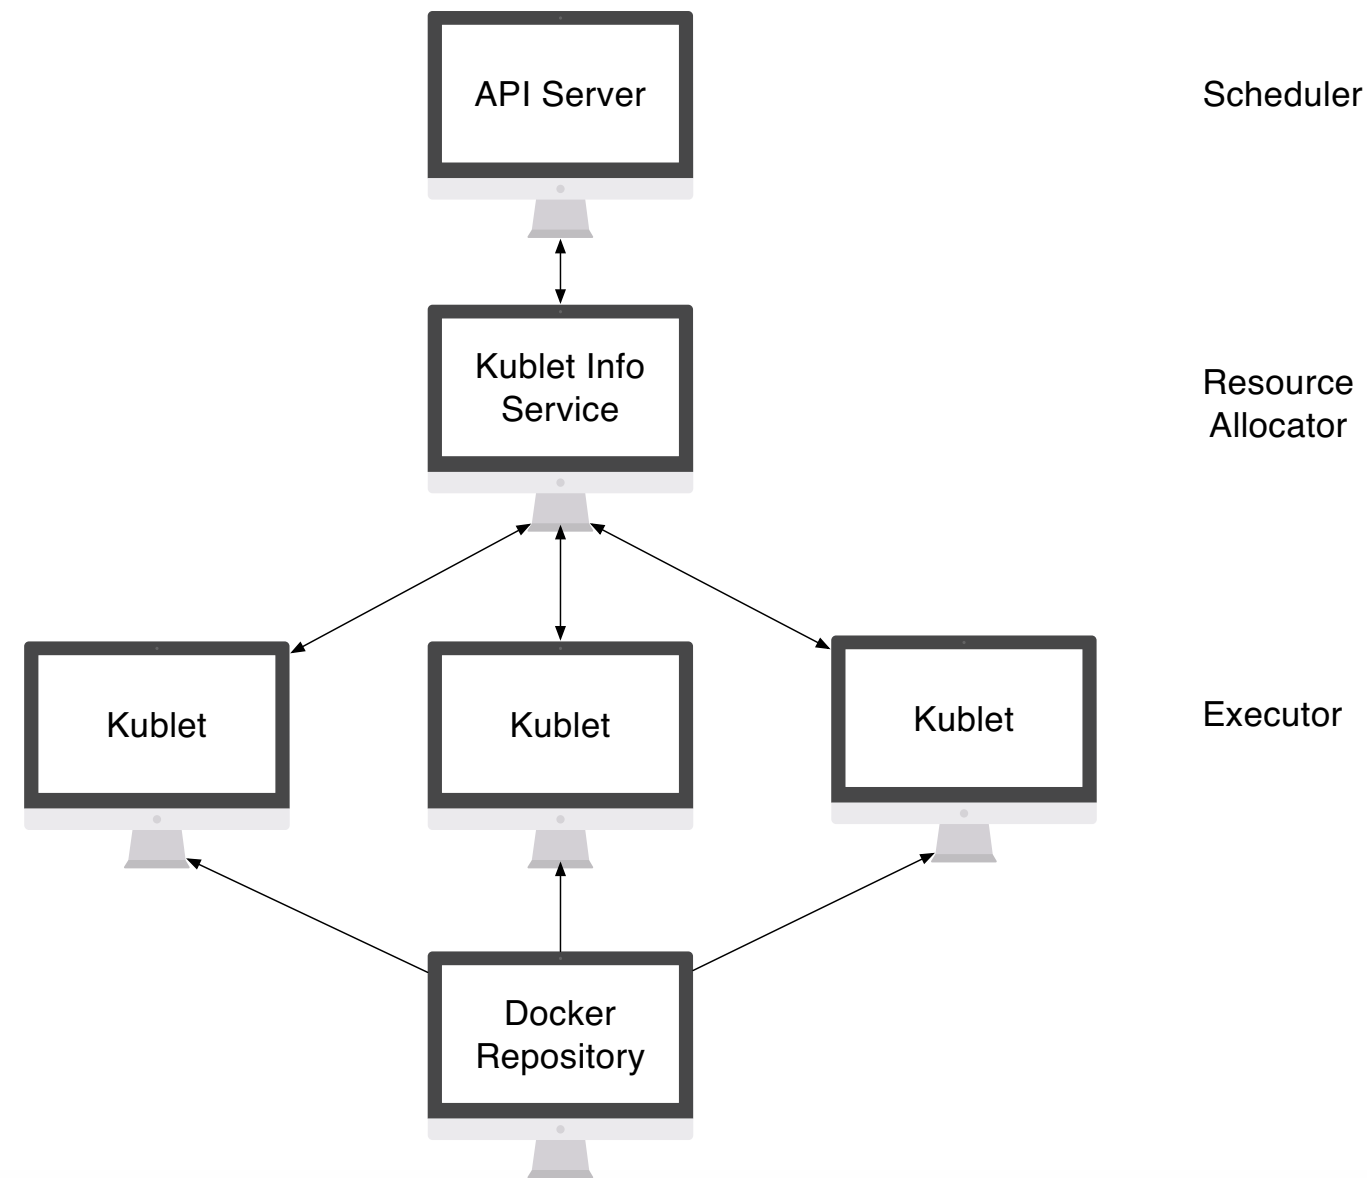 API Server
Scheduler
Kublet Info
Service
Resource
Allocator
Kublet
Kublet
Kublet
Executor
Docker
Repository